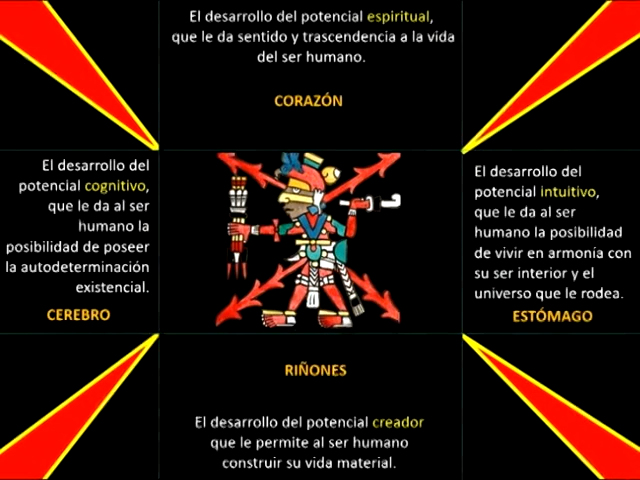 El desarrollo del potencial espiritual,
que le da sentido y trascendencia a la vida
del ser humano.
CORAZÓN
El desarrollo del
potencial cognitivo,
que le da al ser
humano la
posibilidad de poseer
la autodeterminación
existencial.
CEREBRO
El desarrollo del
potencial intuitivo,
que le da al ser
humano la posibilidad
de vivir en armonía con
su ser interior y el
universo que le rodea.
ESTÓMAGO
RIÑONES
El desarrollo del potencial creador
que le permite al ser humano
construir su vida material.